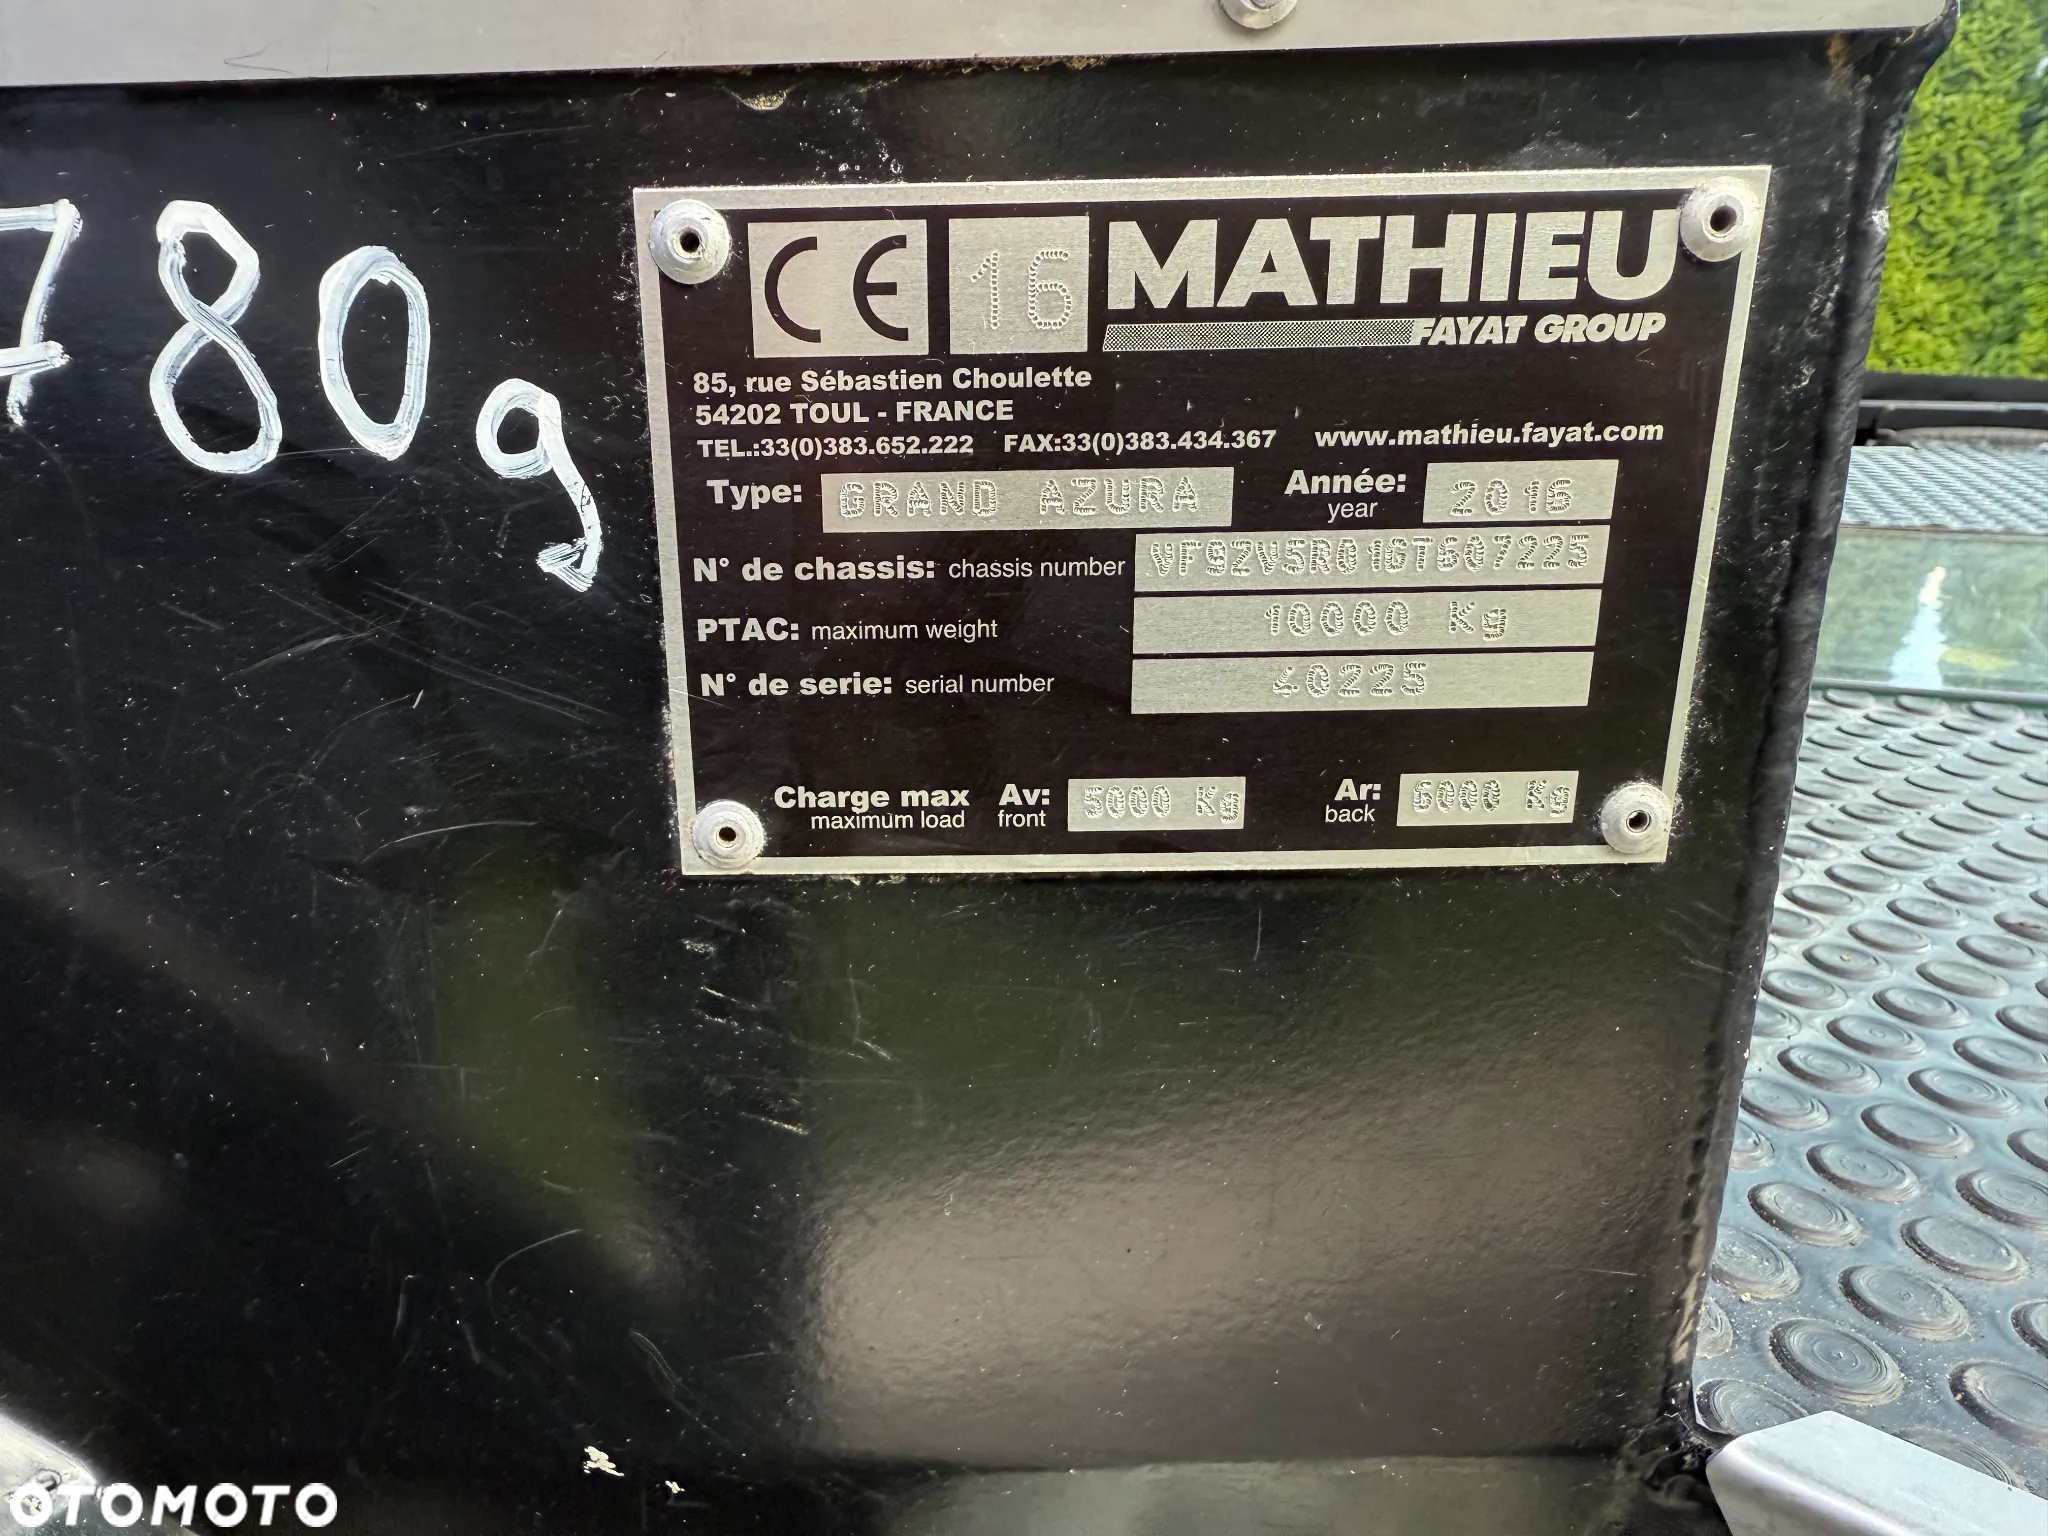 780g
CE 16 MATHIEU
FAYAT GROUP
85, rue Sébastien Choulette
54202 TOUL - FRANCE
TEL.:33(0)383.652.222 FAX:33(0)383.434.367 www.mathieu.fayat.com
Type: GRAND AZURA Année: 2016
year
N° de chassis: chassis number
PTAC: maximum weight 10000 Kg
N° de serie: serial number 40225
Charge max Av: 5000 Kg Ar: 6000 Kg
maximum load front back
OTOMOTO